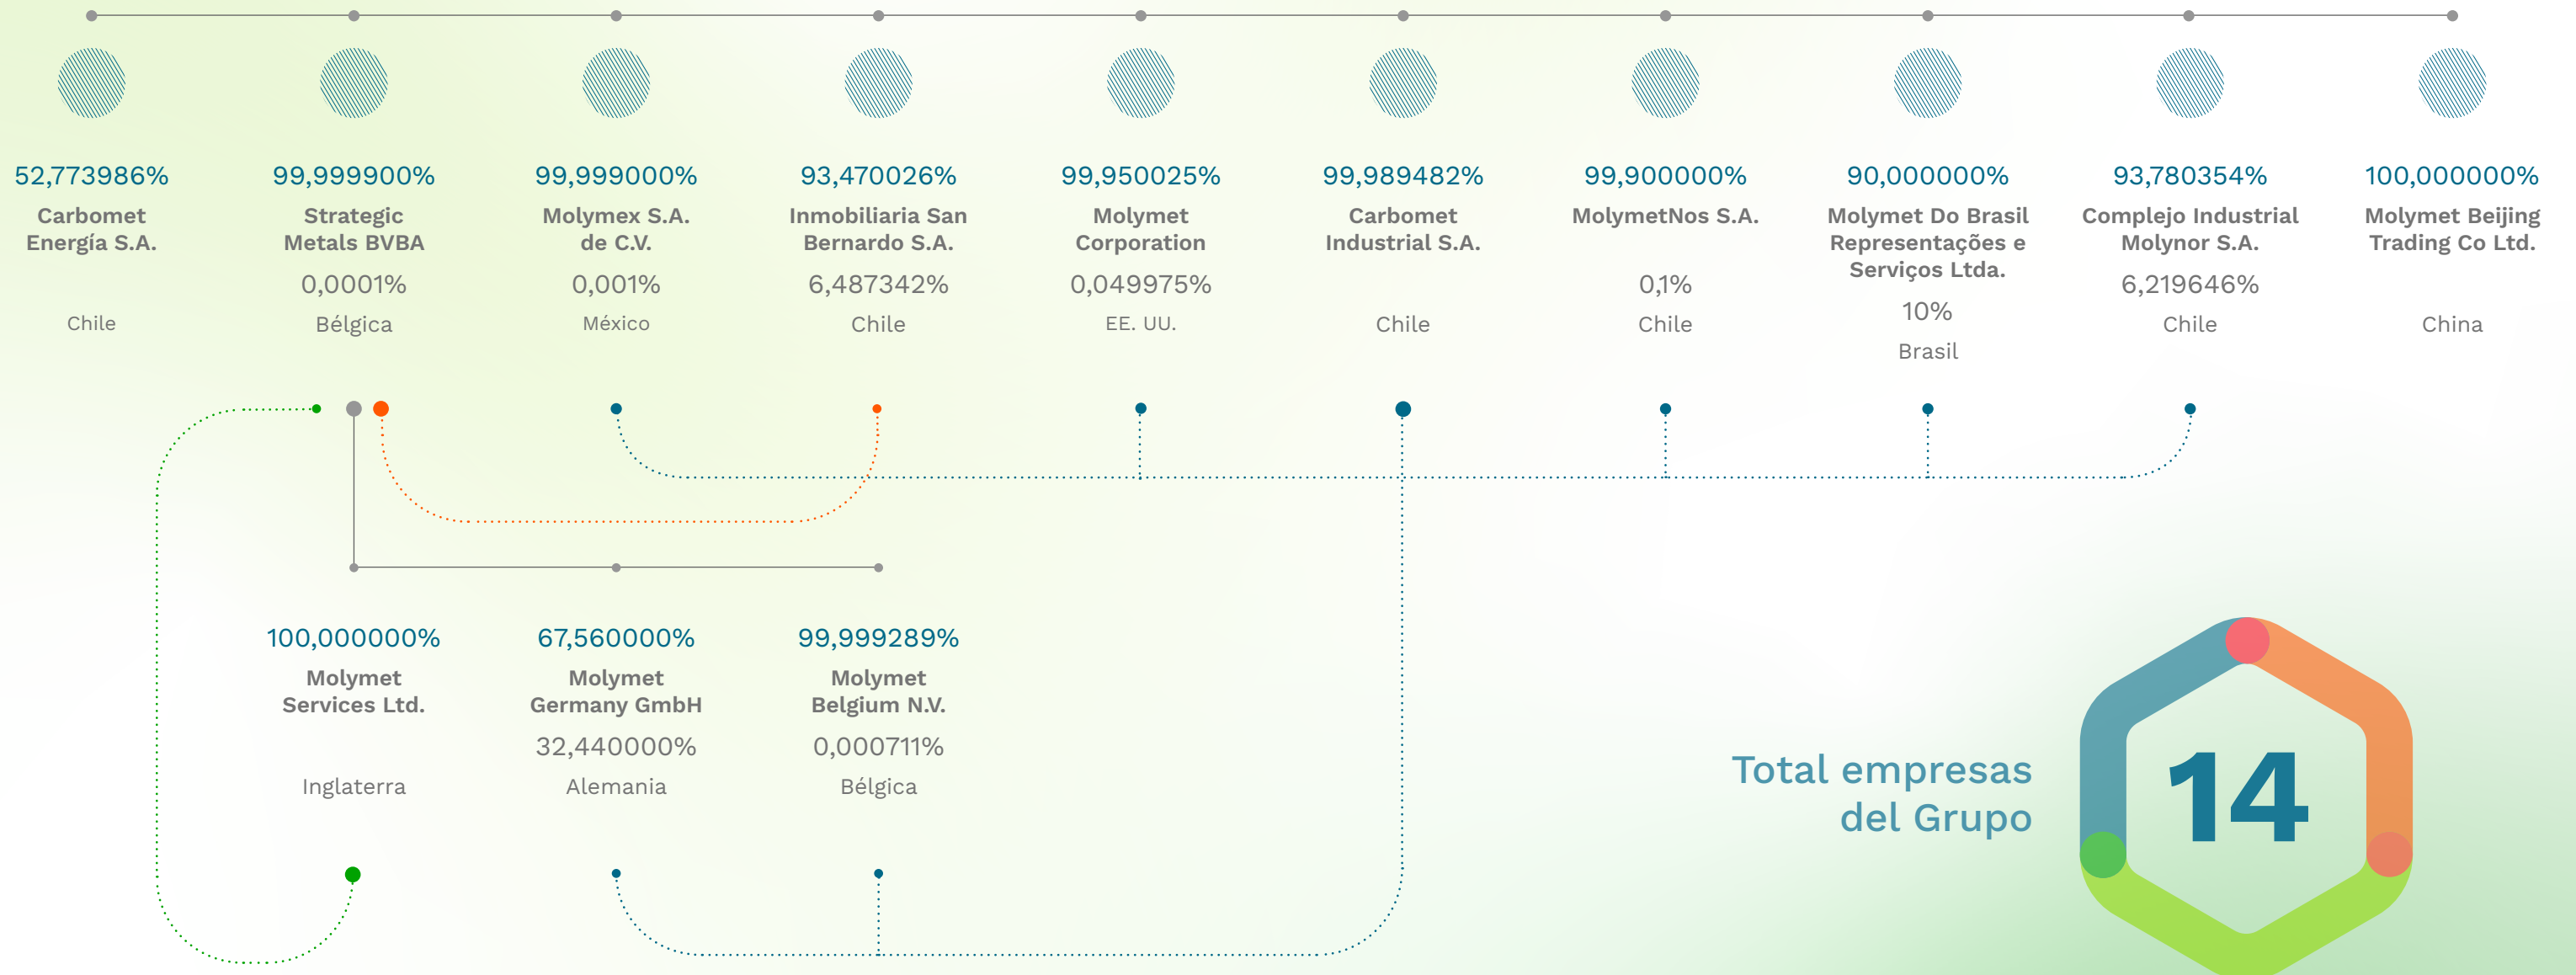 52,773986%
Carbomet
Energía S.A.
Chile
99,999900%
Strategic
Metals BVBA
0,0001%
Bélgica
99,999000%
Molymex S.A.
de C.V.
0,001%
México
93,470026%
Inmobiliaria San
Bernardo S.A.
6,487342%
Chile
99,950025%
Molymet
Corporation
0,049975%
EE. UU.
99,989482%
Carbomet
Industrial S.A.
Chile
99,900000%
MolymetNos S.A.
0,1%
Chile
90,000000%
Molymet Do Brasil
Representações e
Serviços Ltda.
10%
Brasil
93,780354%
Complejo Industrial
Molynor S.A.
6,219646%
Chile
100,000000%
Molymet Beijing
Trading Co Ltd.
China
100,000000%
Molymet
Services Ltd.
Inglaterra
67,560000%
Molymet
Germany GmbH
32,440000%
Alemania
99,999289%
Molymet
Belgium N.V.
0,000711%
Bélgica
Total empresas
del Grupo
14